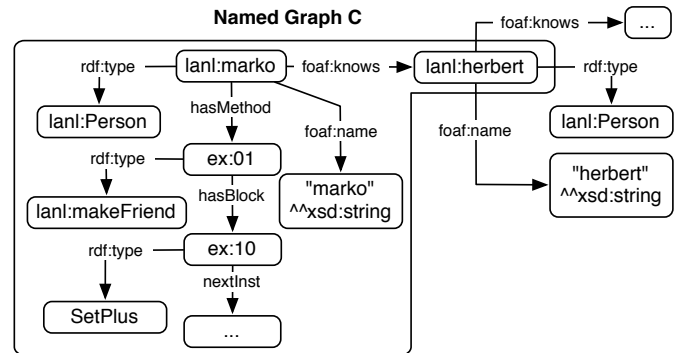 Named Graph C
foaf:knows
...
rdf:type
lanl:marko
foaf:knows
lanl:herbert
rdf:type
lanl:Person
hasMethod
foaf:name
foaf:name
lanl:Person
rdf:type
ex:01
lanl:makeFriend
hasBlock
"marko"
^^xsd:string
"herbert"
^^xsd:string
rdf:type
ex:10
nextInst
SetPlus
...